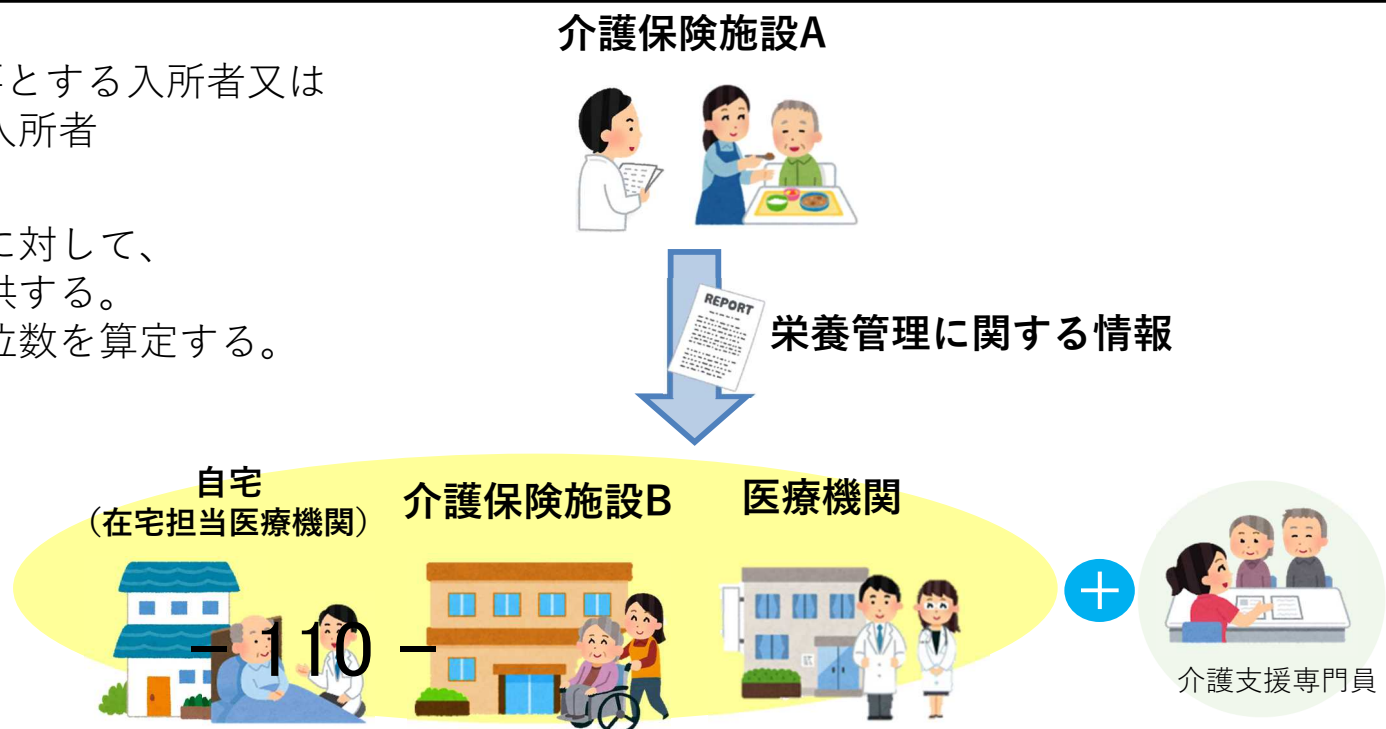 介護保険施設A
とする入所者又は
入所者
に対して、
供する。
位数を算定する。
REPORT
栄養管理に関する情報
自宅
（在宅担当医療機関）
介護保険施設B
医療機関
＋
介護支援専門員
－110－